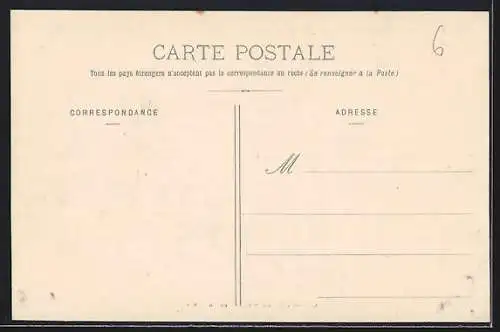 6
CARTE POSTALE
Tous les pays étrangers n'acceptent pas la correspondance au recto (Se renseigner à la Poste)
CORRESPONDANCE
ADRESSE
M